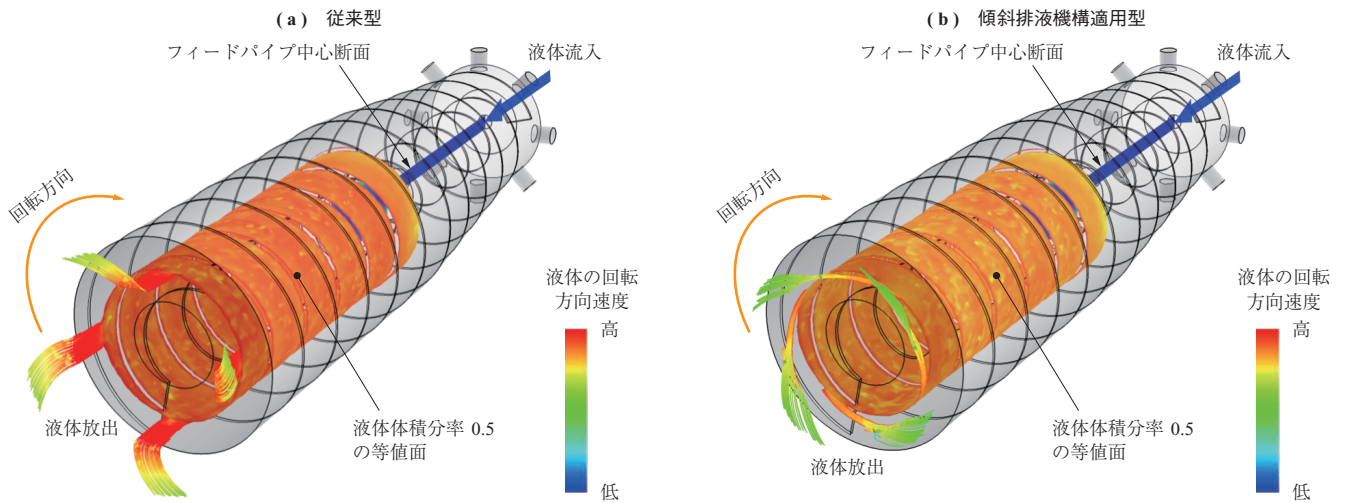 ( a ) 従来型
フィードパイプ中心断面
液体流入
回転方向
液体の回転
方向速度
高
低
液体放出
液体体積分率 0.5
の等値面
( b ) 傾斜排液機構適用型
フィードパイプ中心断面
液体流入
回転方向
液体の回転
方向速度
高
低
液体放出
液体体積分率 0.5
の等値面